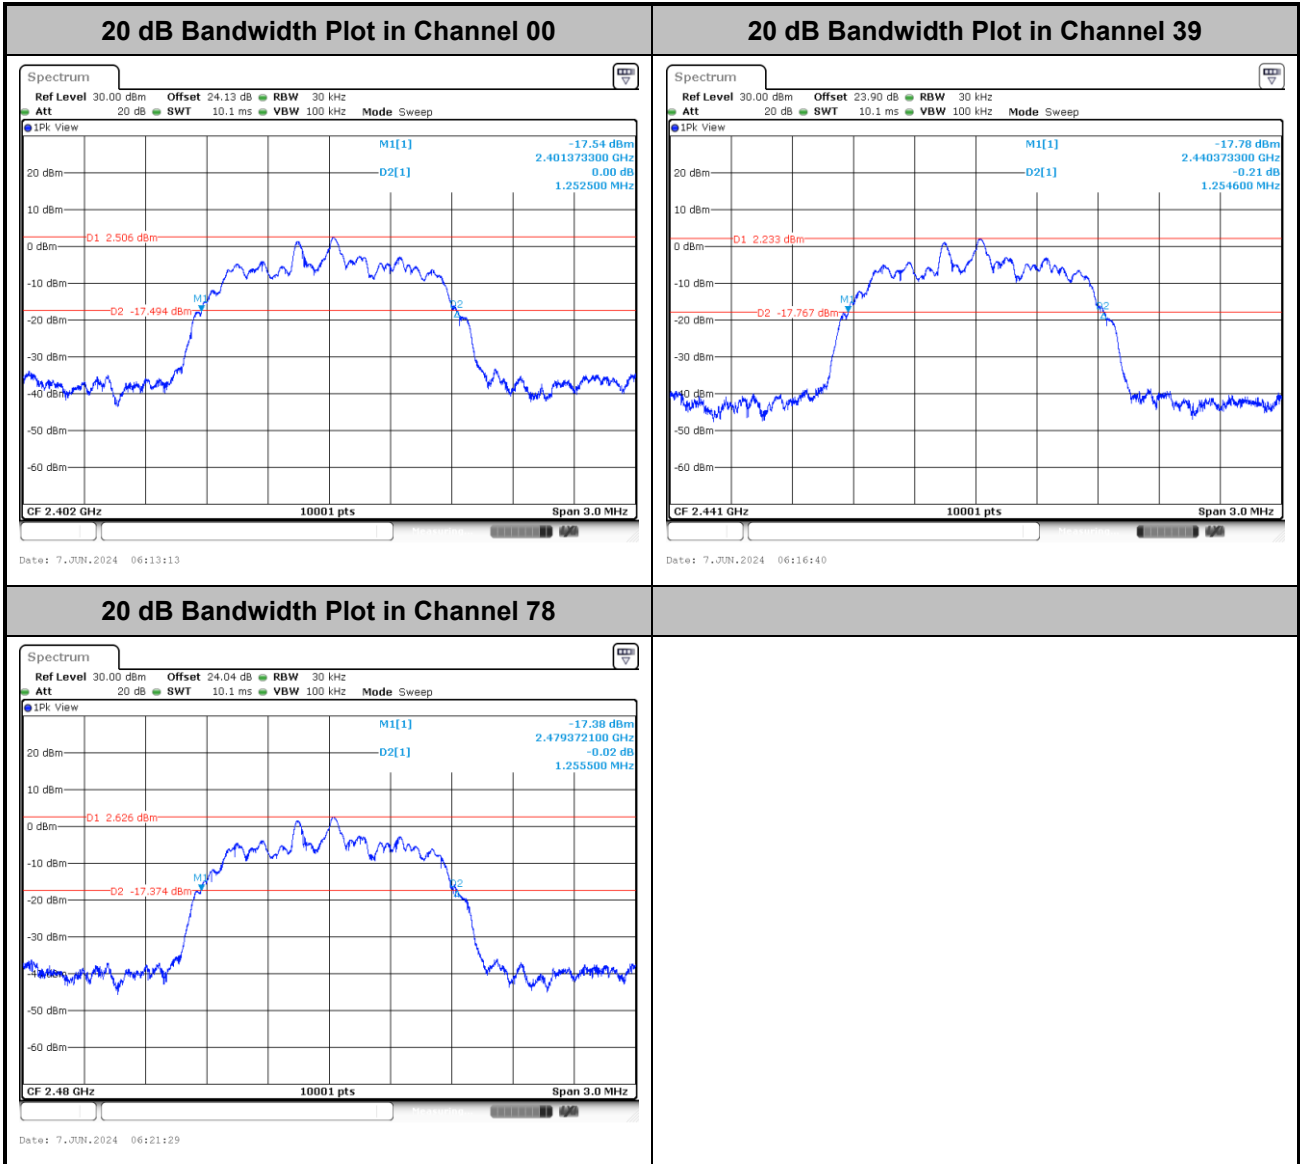 20 dB Bandwidth Plot in Channel 00
20 dB Bandwidth Plot in Channel 39
Spectrum
Ref Level 30.00 dBm Offset 24.13 dB RBW 30 kHz
Att 20 dB SWT 10.1 ms VBW 100 kHz Mode Sweep
1Pk View
M1[1] -17.54 dBm
2.401373300 GHz
20 dBm
D2[1] 0.00 dB
1.252500 MHz
10 dBm
D1 2.506 dBm
0 dBm
-10 dBm
M1
D2
D2 -17.494 dBm
-20 dBm
-30 dBm
-40 dBm
-50 dBm
-60 dBm
CF 2.402 GHz 10001 pts Span 3.0 MHz
Date: 7.JUN.2024 06:13:13
Spectrum
Ref Level 30.00 dBm Offset 23.90 dB RBW 30 kHz
Att 20 dB SWT 10.1 ms VBW 100 kHz Mode Sweep
1Pk View
M1[1] -17.78 dBm
2.440373300 GHz
20 dBm
D2[1] -0.21 dB
1.254600 MHz
10 dBm
D1 2.233 dBm
0 dBm
-10 dBm
M1
D2
D2 -17.767 dBm
-20 dBm
-30 dBm
-40 dBm
-50 dBm
-60 dBm
CF 2.441 GHz 10001 pts Span 3.0 MHz
Date: 7.JUN.2024 06:16:40
20 dB Bandwidth Plot in Channel 78
Spectrum
Ref Level 30.00 dBm Offset 24.04 dB RBW 30 kHz
Att 20 dB SWT 10.1 ms VBW 100 kHz Mode Sweep
1Pk View
M1[1] -17.38 dBm
2.479372100 GHz
20 dBm
D2[1] -0.02 dB
1.255500 MHz
10 dBm
D1 2.626 dBm
0 dBm
-10 dBm
M1
D2
D2 -17.374 dBm
-20 dBm
-30 dBm
-40 dBm
-50 dBm
-60 dBm
CF 2.48 GHz 10001 pts Span 3.0 MHz
Date: 7.JUN.2024 06:21:29